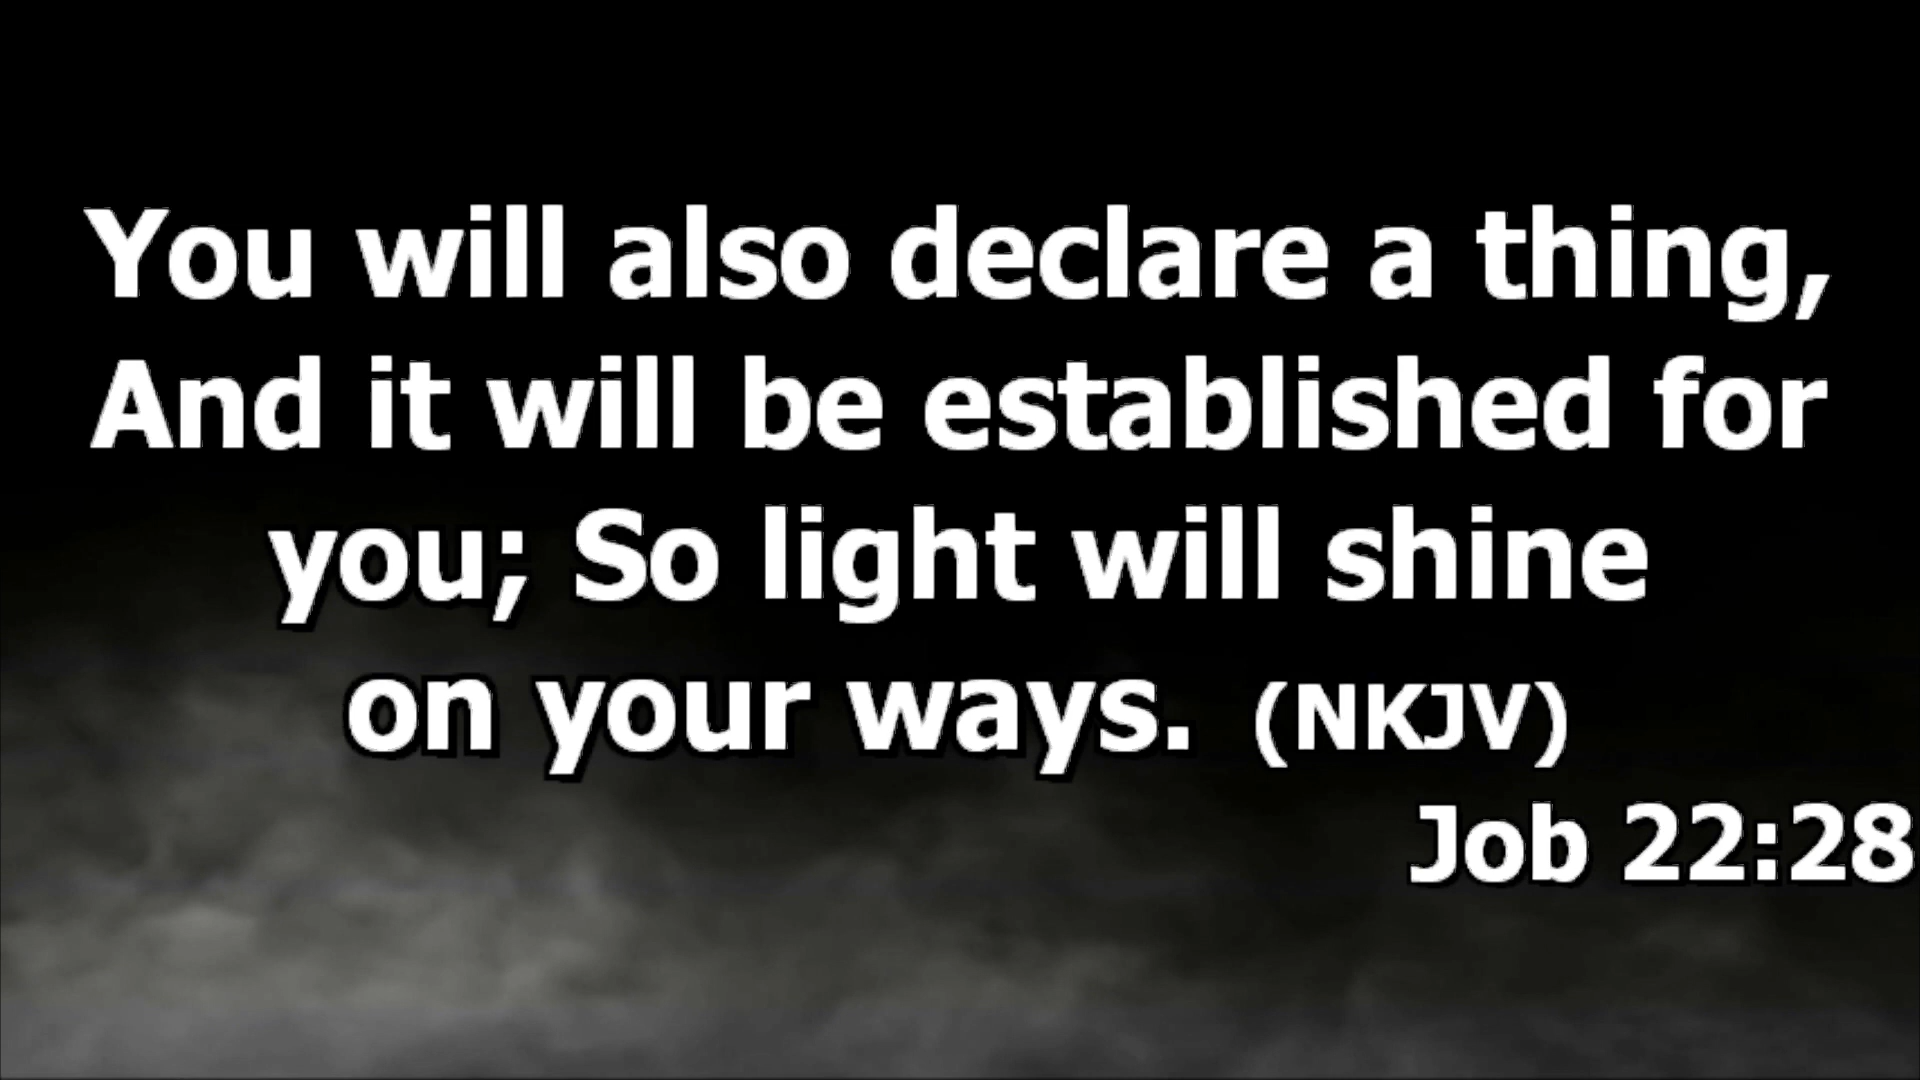 You will also declare a thing,
And it will be established for
you; So light will shine
on your ways. (NKJV)
Job 22:28